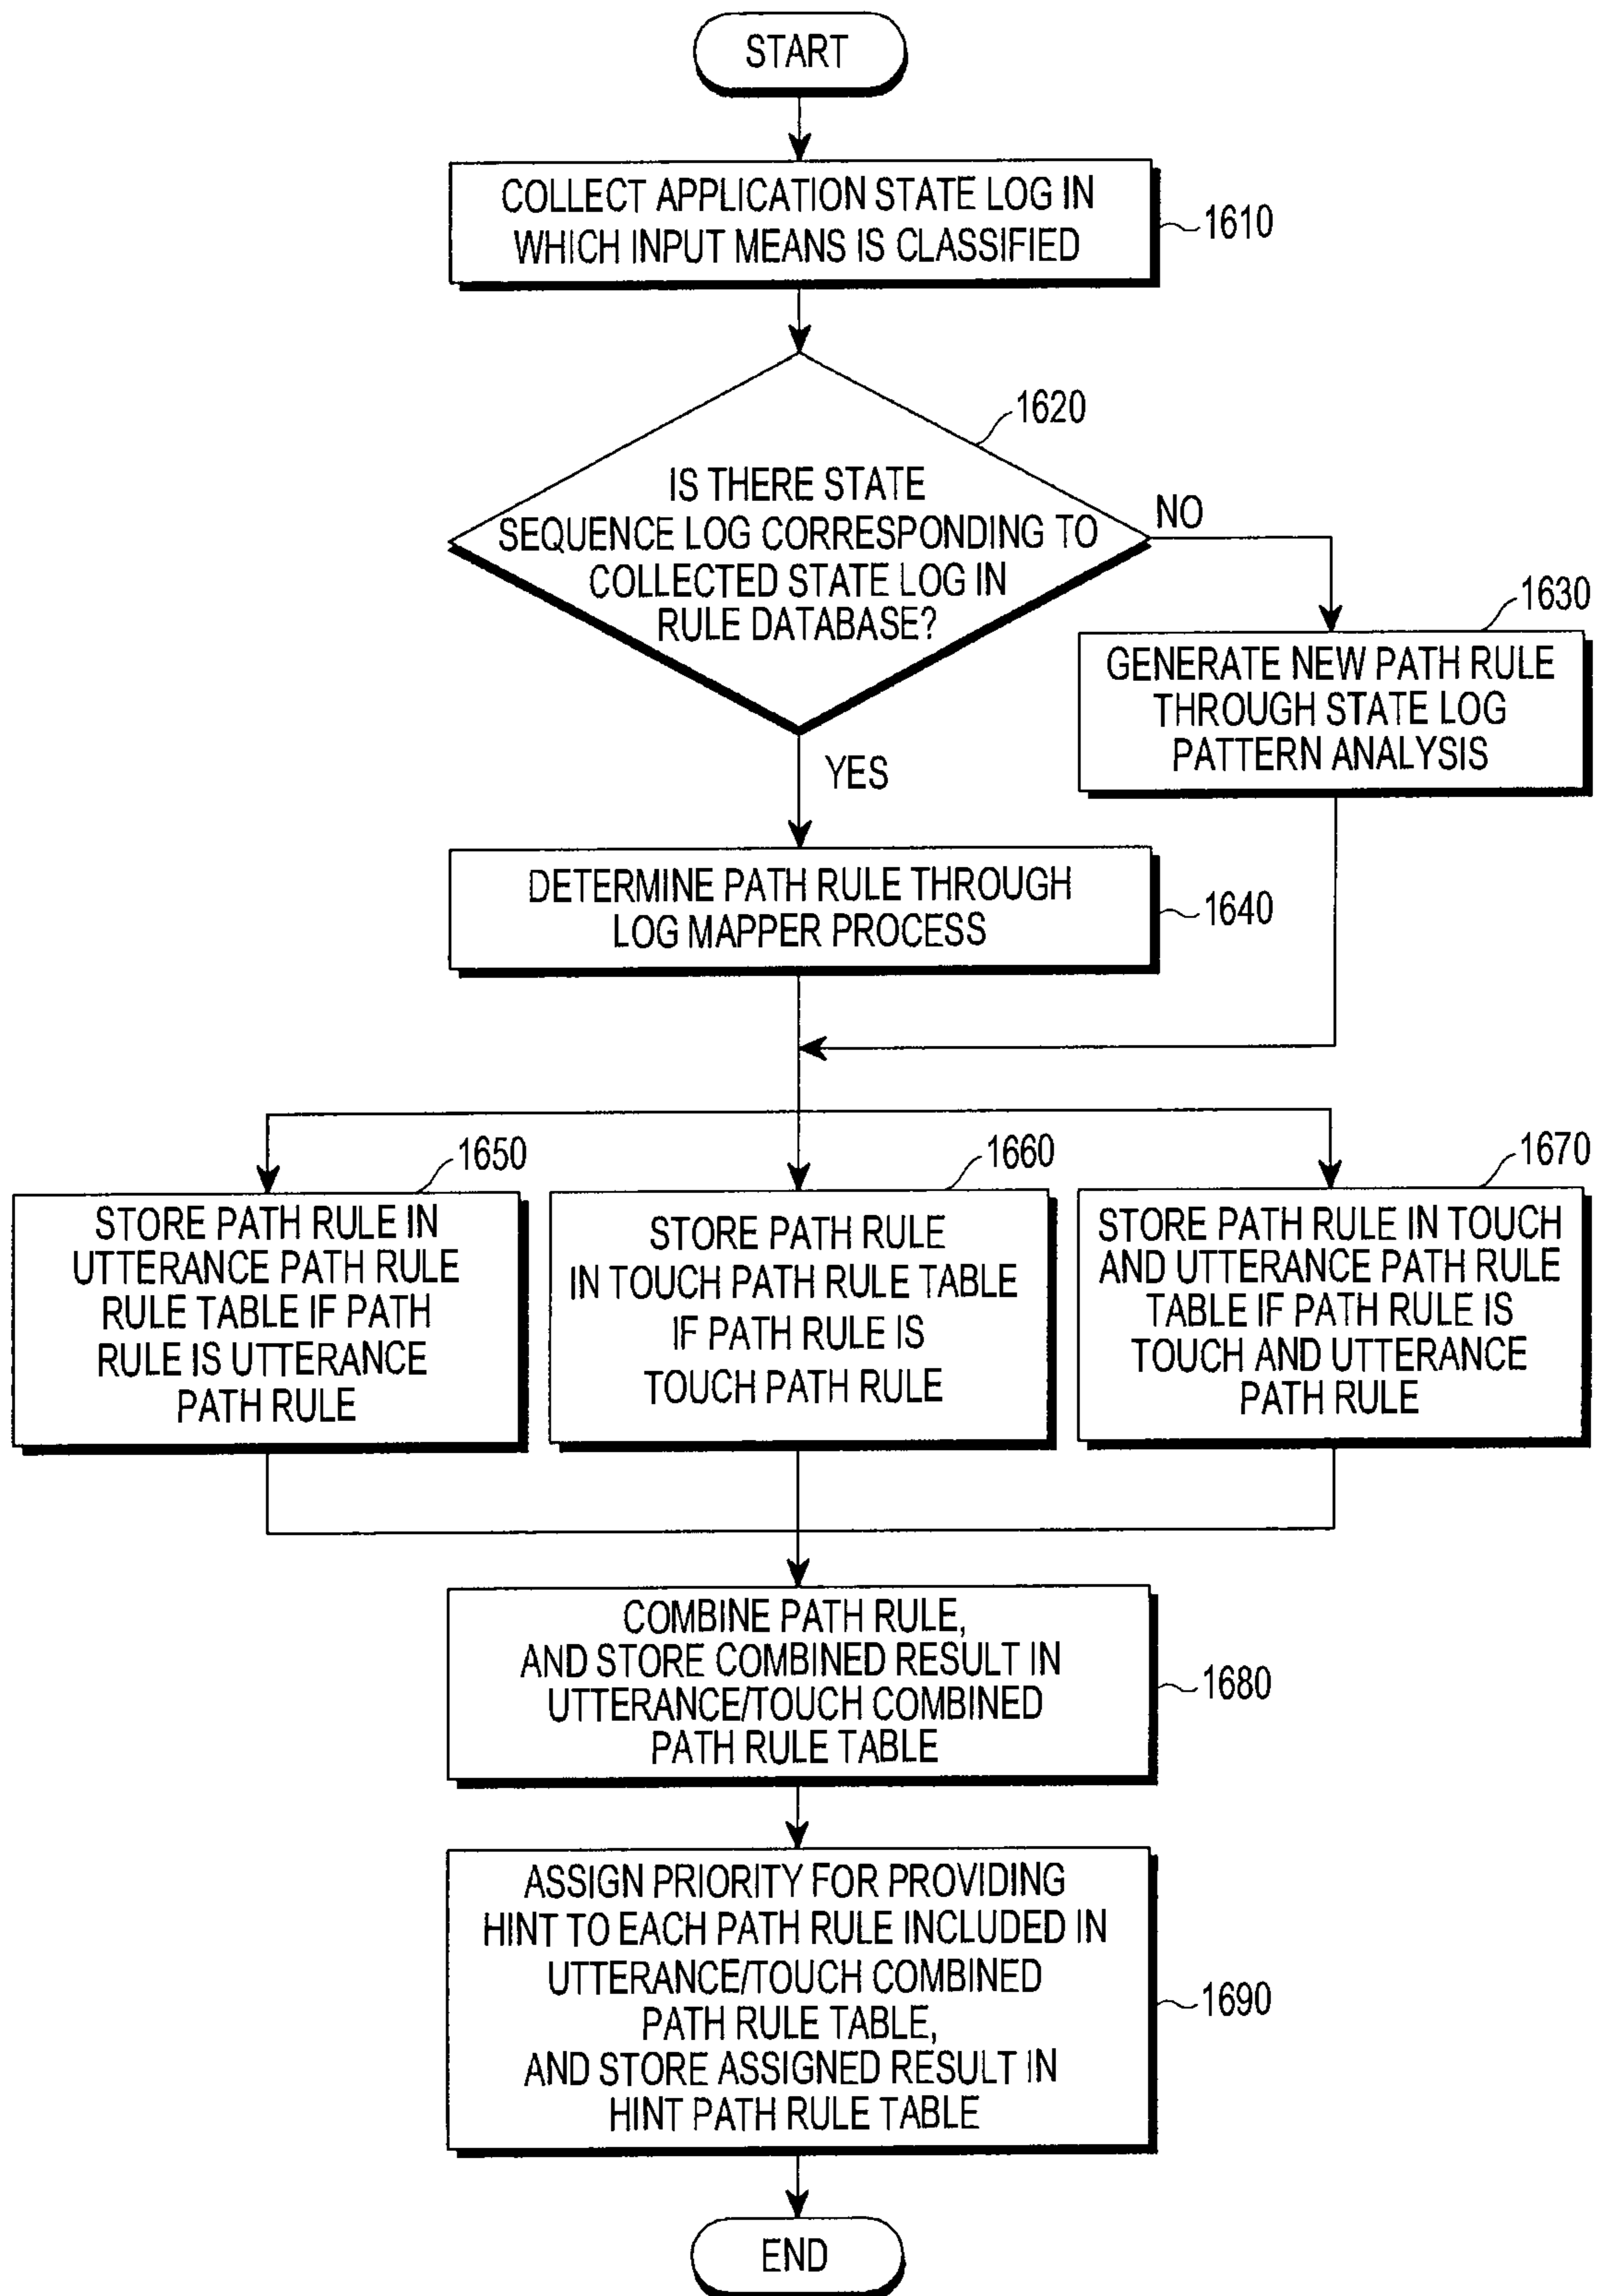 START
COLLECT APPLICATION STATE LOG IN
WHICH INPUT MEANS IS CLASSIFIED
1610
1620
IS THERE STATE
SEQUENCE LOG CORRESPONDING TO
COLLECTED STATE LOG IN
RULE DATABASE?
NO
1630
GENERATE NEW PATH RULE
THROUGH STATE LOG
PATTERN ANALYSIS
YES
DETERMINE PATH RULE THROUGH
LOG MAPPER PROCESS
1640
1650
STORE PATH RULE IN
UTTERANCE PATH RULE
RULE TABLE IF PATH
RULE IS UTTERANCE
PATH RULE
1660
STORE PATH RULE
IN TOUCH PATH RULE TABLE
IF PATH RULE IS
TOUCH PATH RULE
1670
STORE PATH RULE IN TOUCH
AND UTTERANCE PATH RULE
TABLE IF PATH RULE IS
TOUCH AND UTTERANCE
PATH RULE
COMBINE PATH RULE,
AND STORE COMBINED RESULT IN
UTTERANCE/TOUCH COMBINED
PATH RULE TABLE
1680
ASSIGN PRIORITY FOR PROVIDING
HINT TO EACH PATH RULE INCLUDED IN
UTTERANCE/TOUCH COMBINED
PATH RULE TABLE,
AND STORE ASSIGNED RESULT IN
HINT PATH RULE TABLE
1690
END